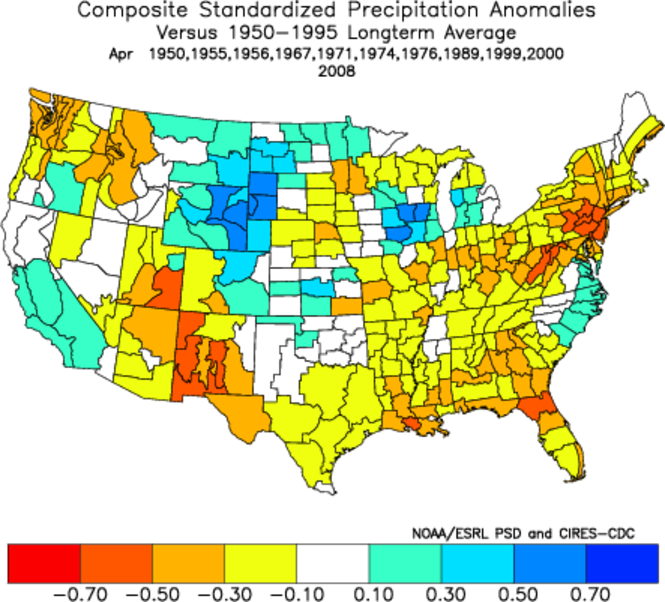 Composite Standardized Precipitation Anomalies
Versus 1950−1995 Longterm Average
Apr 1950,1955,1956,1967,1971,1974,1976,1989,1999,2000
2008
NOAA/ESRL PSD and CIRES−CDC
−0.70 −0.50 −0.30 −0.10 0.10 0.30 0.50 0.70